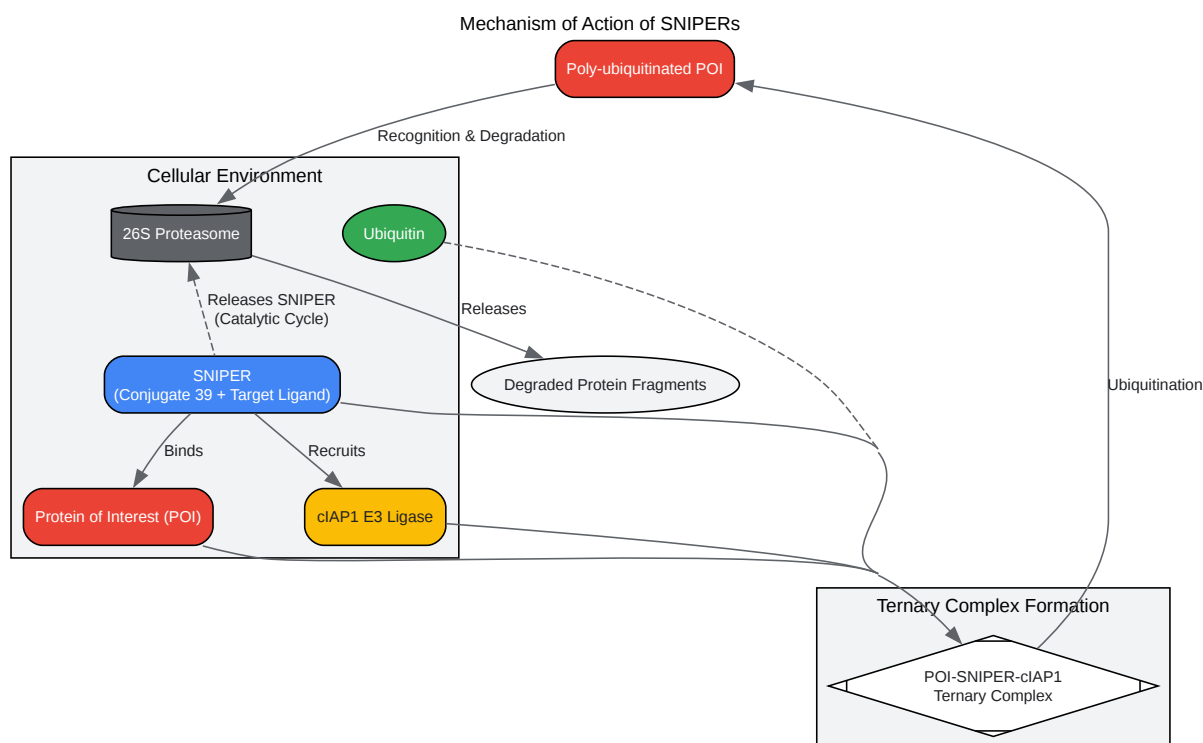 Mechanism of Action of SNIPERs
Poly-ubiquitinated POI
Recognition & Degradation
Cellular Environment
26S Proteasome
Ubiquitin
Releases SNIPER
(Catalytic Cycle)
Releases
SNIPER
(Conjugate 39 + Target Ligand)
Degraded Protein Fragments
Ubiquitination
Binds
Recruits
Protein of Interest (POI)
cIAP1 E3 Ligase
Ternary Complex Formation
POI-SNIPER-cIAP1
Ternary Complex